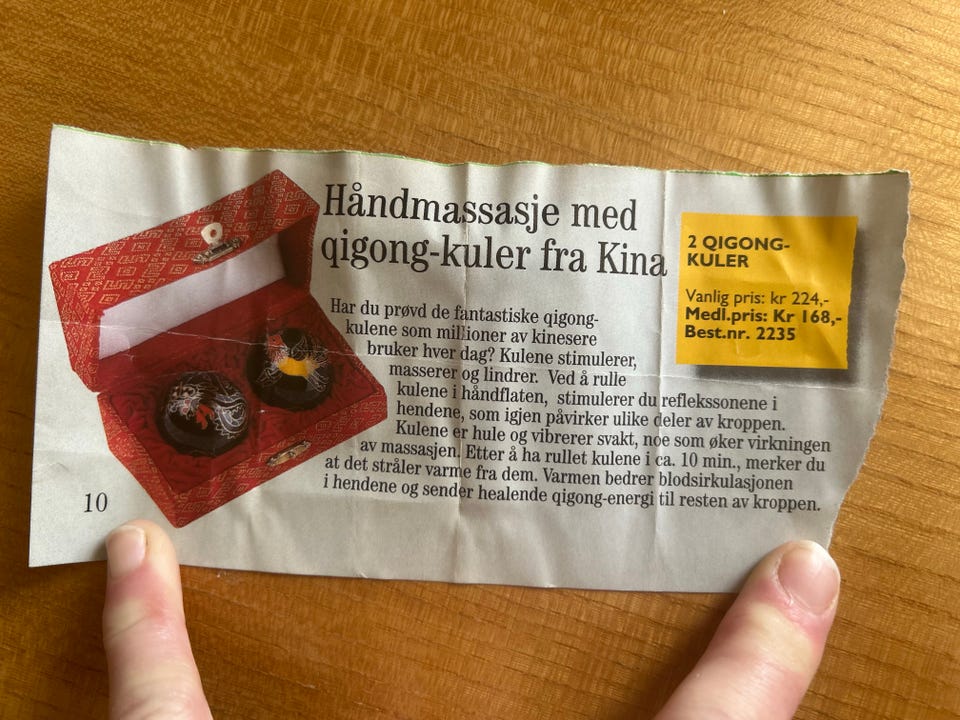 Håndmassasje med
qigong-kuler fra Kina
Har du prøvd de fantastiske qigong-
kulene som millioner av kinesere
bruker hver dag? Kulene stimulerer,
masserer og lindrer. Ved å rulle
kulene i håndflaten, stimulerer du reflekssonene i
hendene, som igjen påvirker ulike deler av kroppen.
Kulene er hule og vibrerer svakt, noe som øker virkningen
av massasjen. Etter å ha rullet kulene i ca. 10 min., merker du
at det stråler varme fra dem. Varmen bedrer blodsirkulasjonen
i hendene og sender healende qigong-energi til resten av kroppen.
2 QIGONG-
KULER
Vanlig pris: kr 224,-
Medl.pris: Kr 168,-
Best.nr. 2235
10